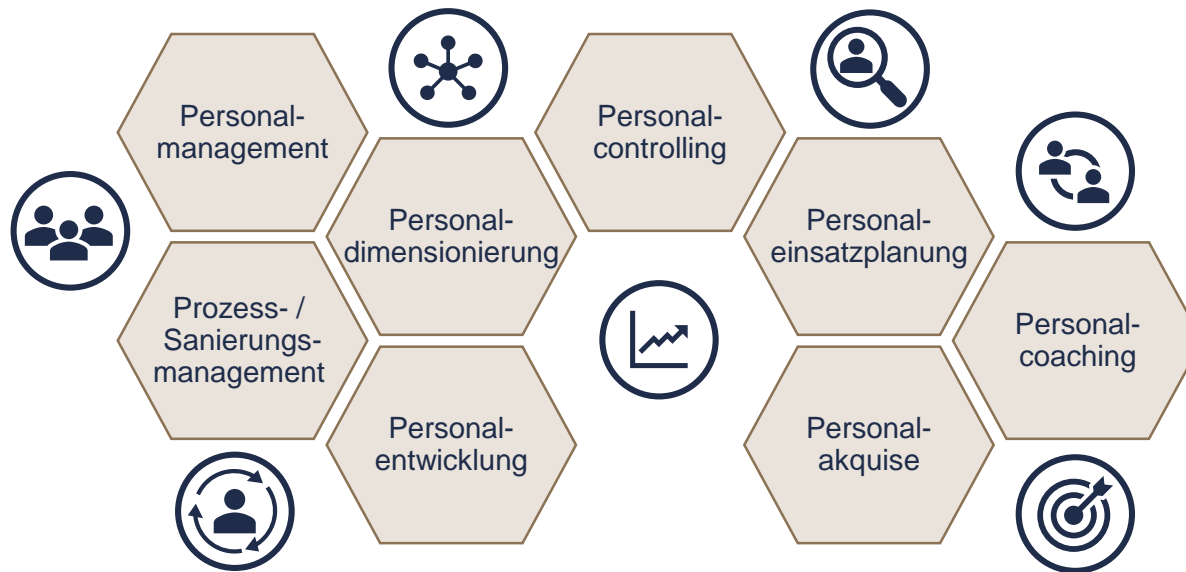 Personal-
management
Personal-
dimensionierung
Personal-
controlling
Personal-
einsatzplanung
Prozess- /
Sanierungs-
management
Personal-
entwicklung
Personal-
akquise
Personal-
coaching